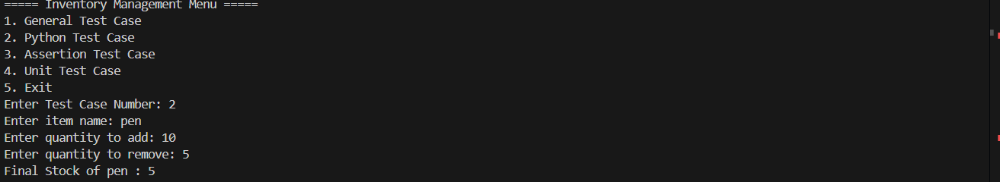 ===== Inventory Management Menu =====
1. General Test Case
2. Python Test Case
3. Assertion Test Case
4. Unit Test Case
5. Exit
Enter Test Case Number: 2
Enter item name: pen
Enter quantity to add: 10
Enter quantity to remove: 5
Final Stock of pen : 5